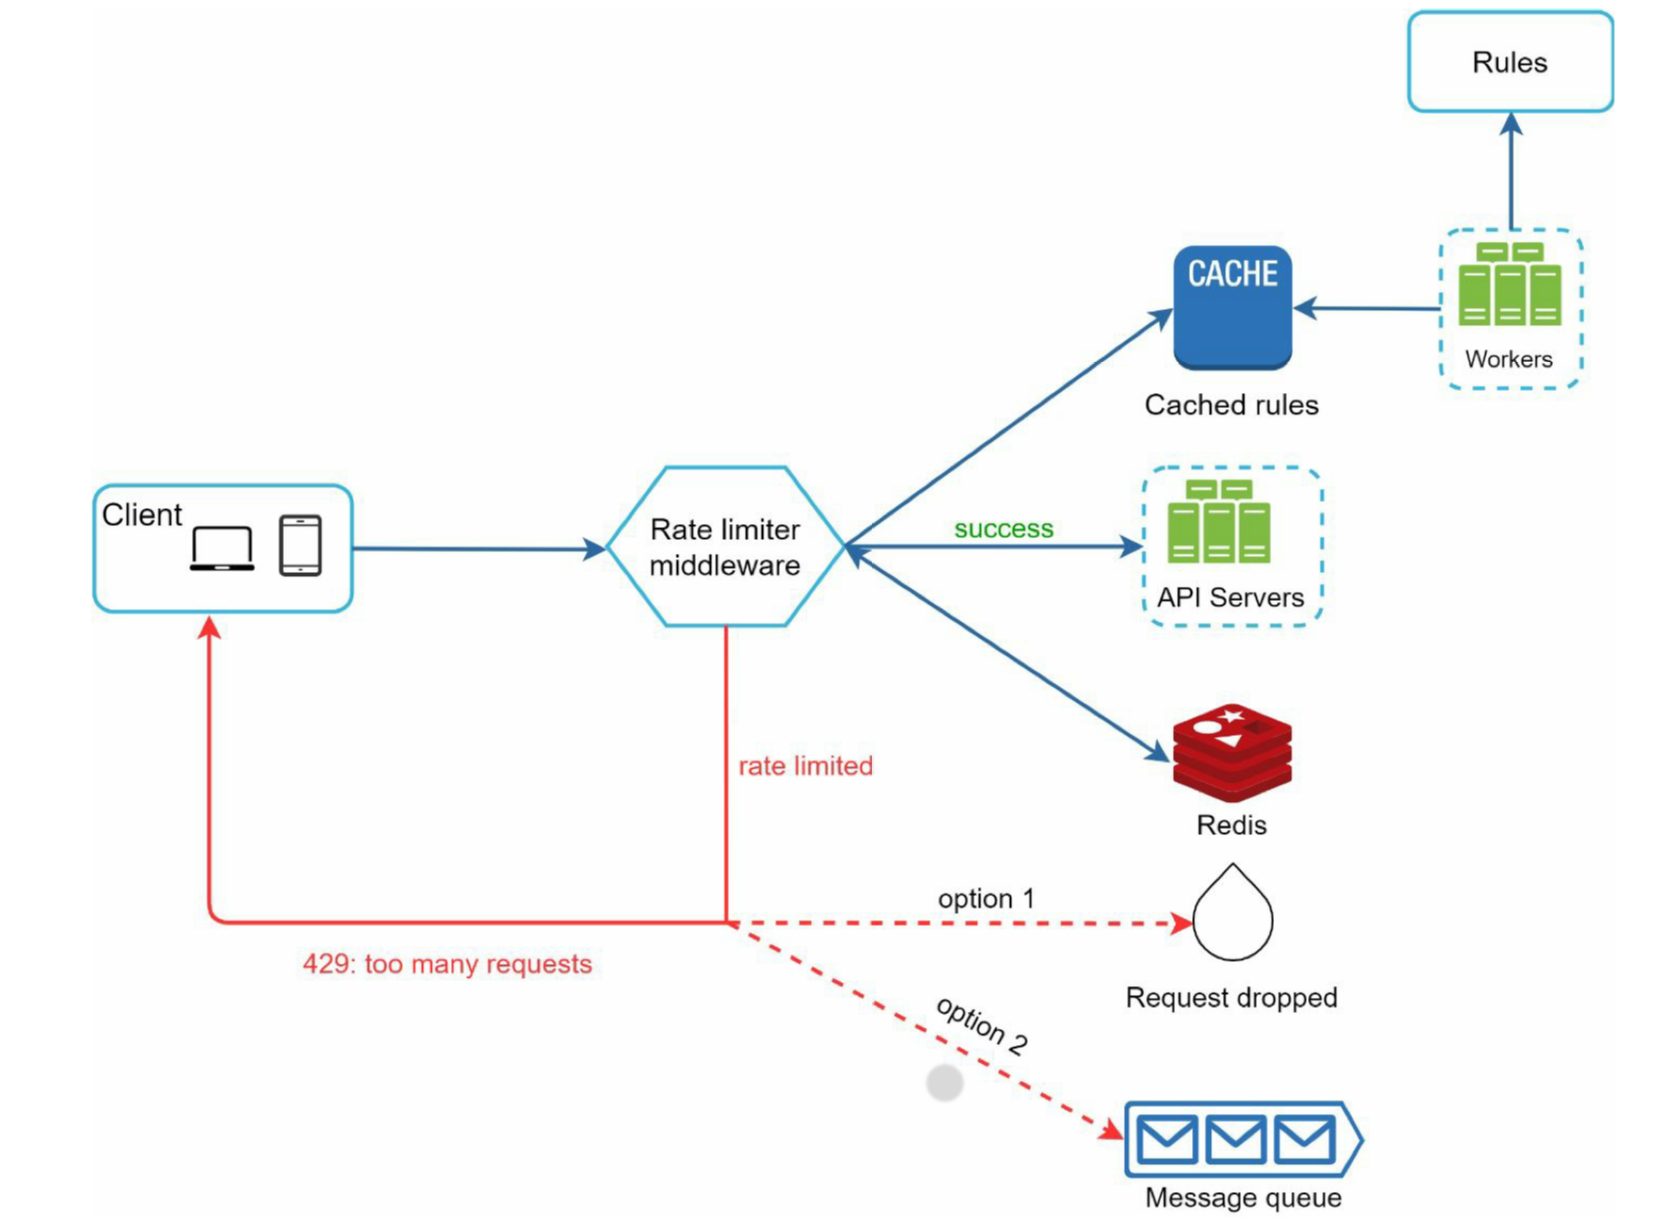 Rules
CACHE
Workers
Cached rules
Client
Rate limiter
middleware
success
API Servers
rate limited
Redis
option 1
429: too many requests
Request dropped
option 2
Message queue